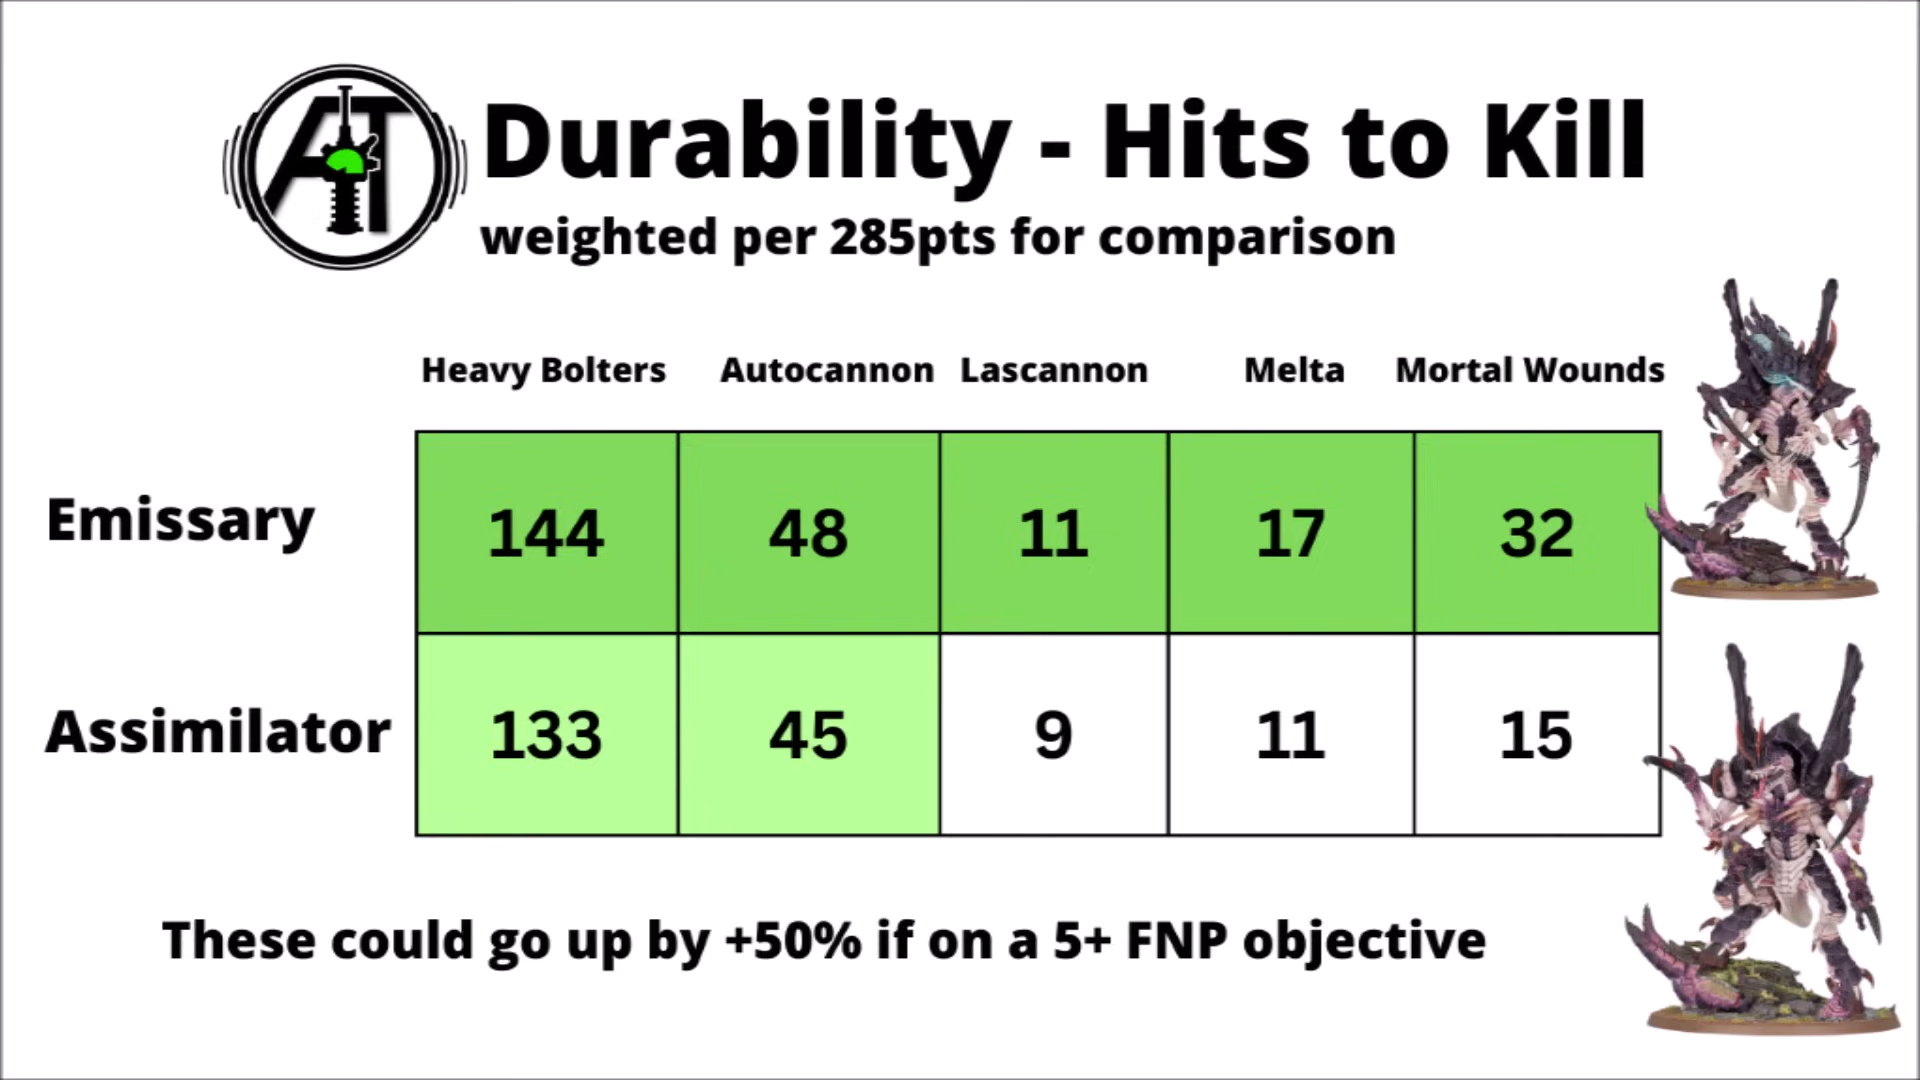 AT
Durability - Hits to Kill
weighted per 285pts for comparison
Heavy Bolters Autocannon Lascannon Melta Mortal Wounds
Emissary 144 48 11 17 32
Assimilator 133 45 9 11 15
These could go up by +50% if on a 5+ FNP objective